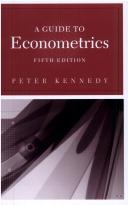 A GUIDE TO
Econometrics
FIFTH EDITION
PETER KENNEDY